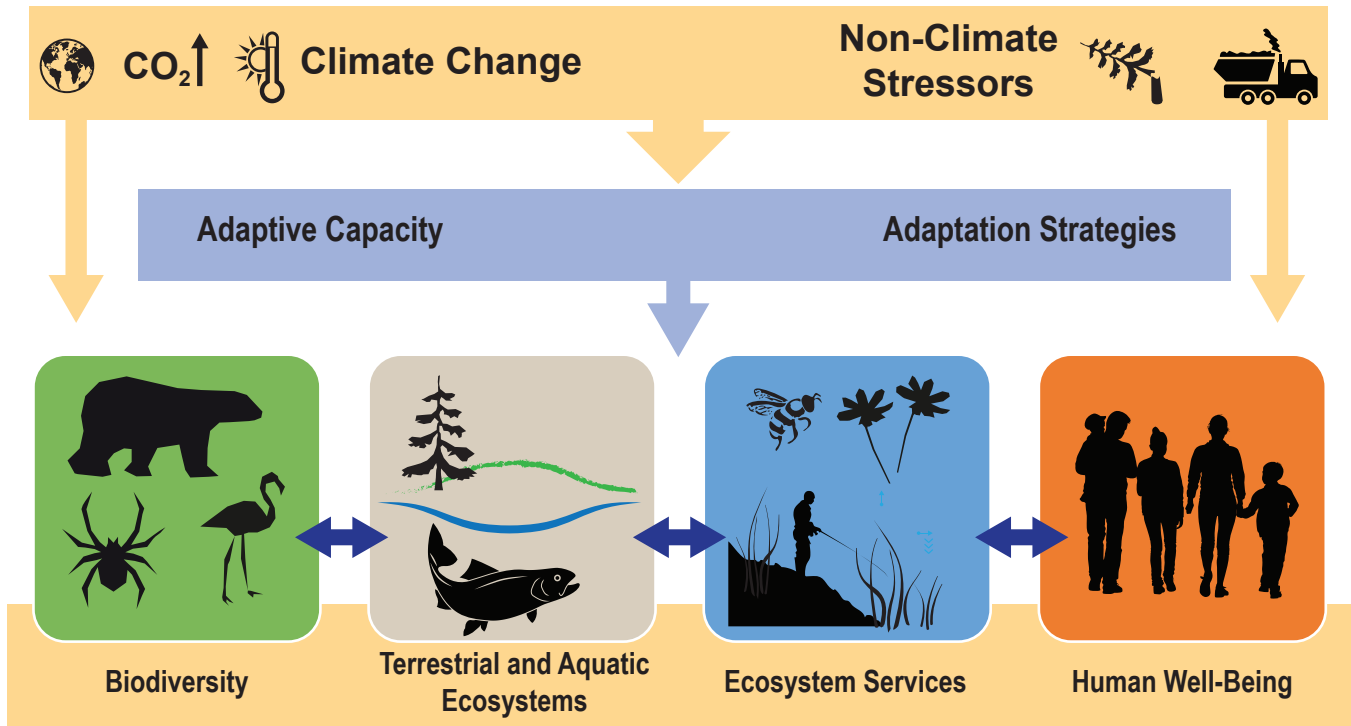 CO₂
Climate Change
Non-Climate
Stressors
Adaptive Capacity
Adaptation Strategies
Biodiversity
Terrestrial and Aquatic
Ecosystems
Ecosystem Services
Human Well-Being